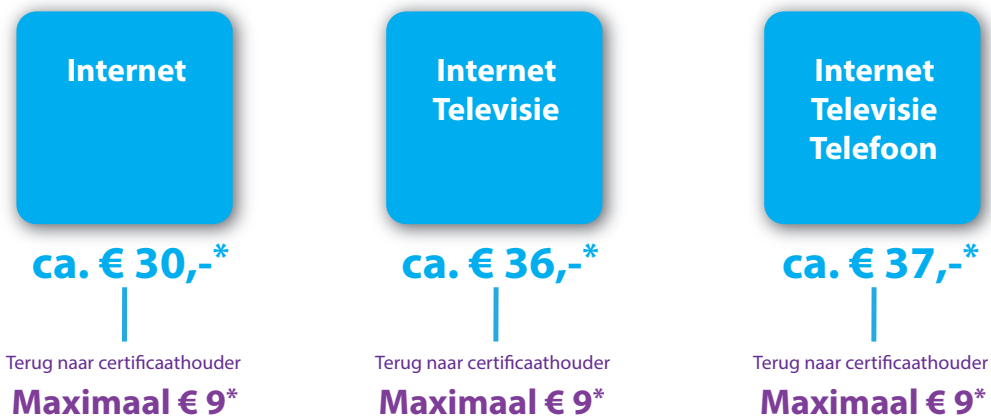 Internet
ca. € 30,-*
Terug naar certificaathouder
Maximaal € 9*
Internet
Televisie
ca. € 36,-*
Terug naar certificaathouder
Maximaal € 9*
Internet
Televisie
Telefoon
ca. € 37,-*
Terug naar certificaathouder
Maximaal € 9*